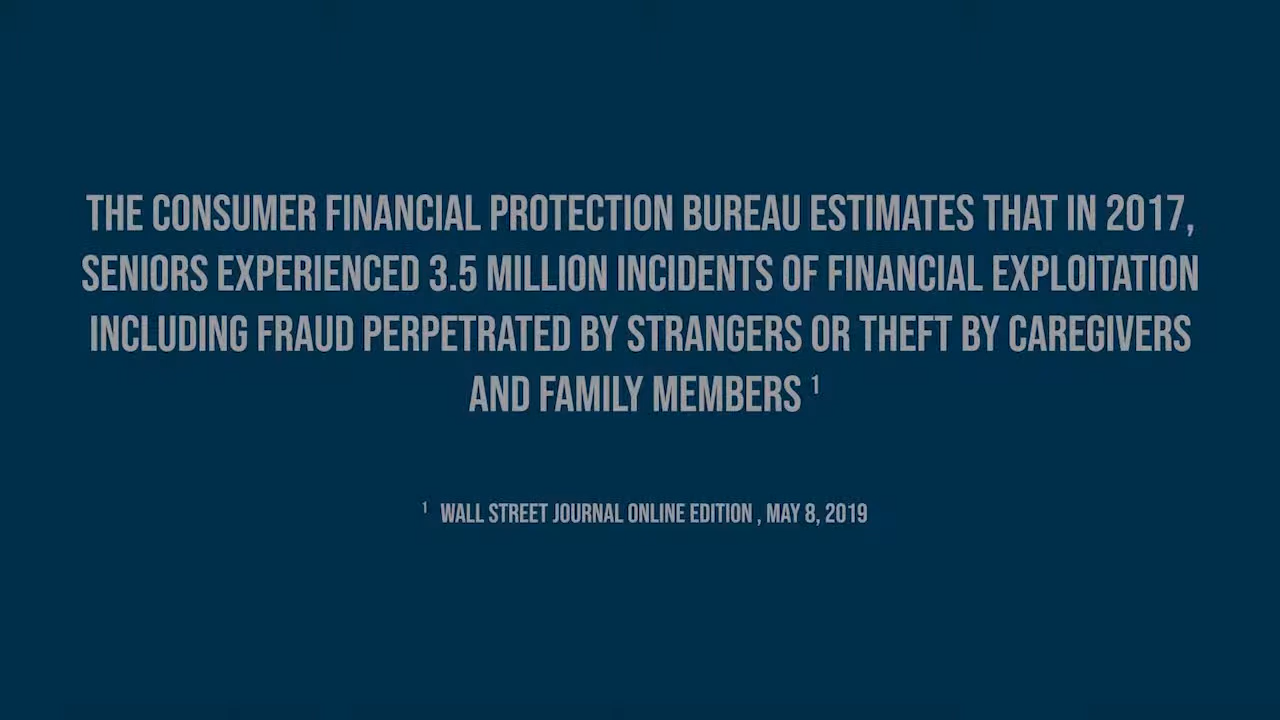 THE CONSUMER FINANCIAL PROTECTION BUREAU ESTIMATES THAT IN 2017,
SENIORS EXPERIENCED 3.5 MILLION INCIDENTS OF FINANCIAL EXPLOITATION
INCLUDING FRAUD PERPETRATED BY STRANGERS OR THEFT BY CAREGIVERS
AND FAMILY MEMBERS ¹
¹ WALL STREET JOURNAL ONLINE EDITION , MAY 8, 2019